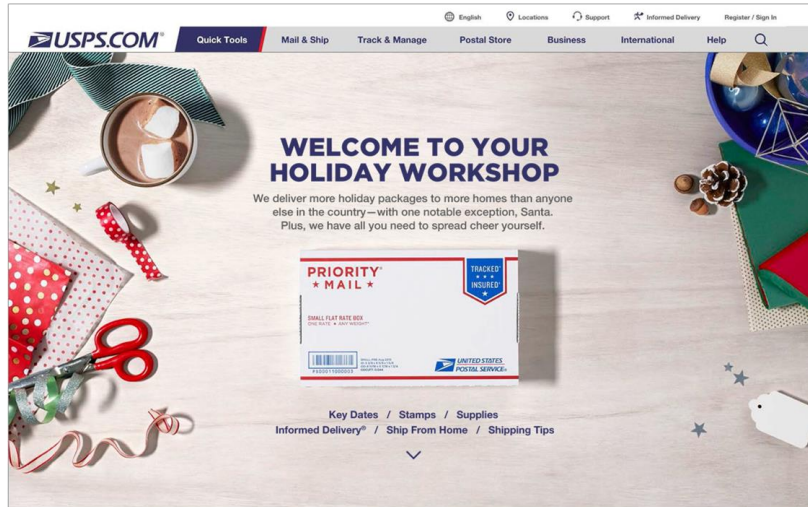 English
Locations
Support
Informed Delivery
Register / Sign In
USPS.COM®
Quick Tools
Mail & Ship
Track & Manage
Postal Store
Business
International
Help
WELCOME TO YOUR
HOLIDAY WORKSHOP
We deliver more holiday packages to more homes than anyone
else in the country—with one notable exception, Santa.
Plus, we have all you need to spread cheer yourself.
PRIORITY®
★ MAIL ★
TRACKED®
★ ★ ★
INSURED®
★
SMALL FLAT RATE BOX
ONE RATE ★ ANY WEIGHT®
UNITED STATES
POSTAL SERVICE®
Key Dates / Stamps / Supplies
Informed Delivery® / Ship From Home / Shipping Tips